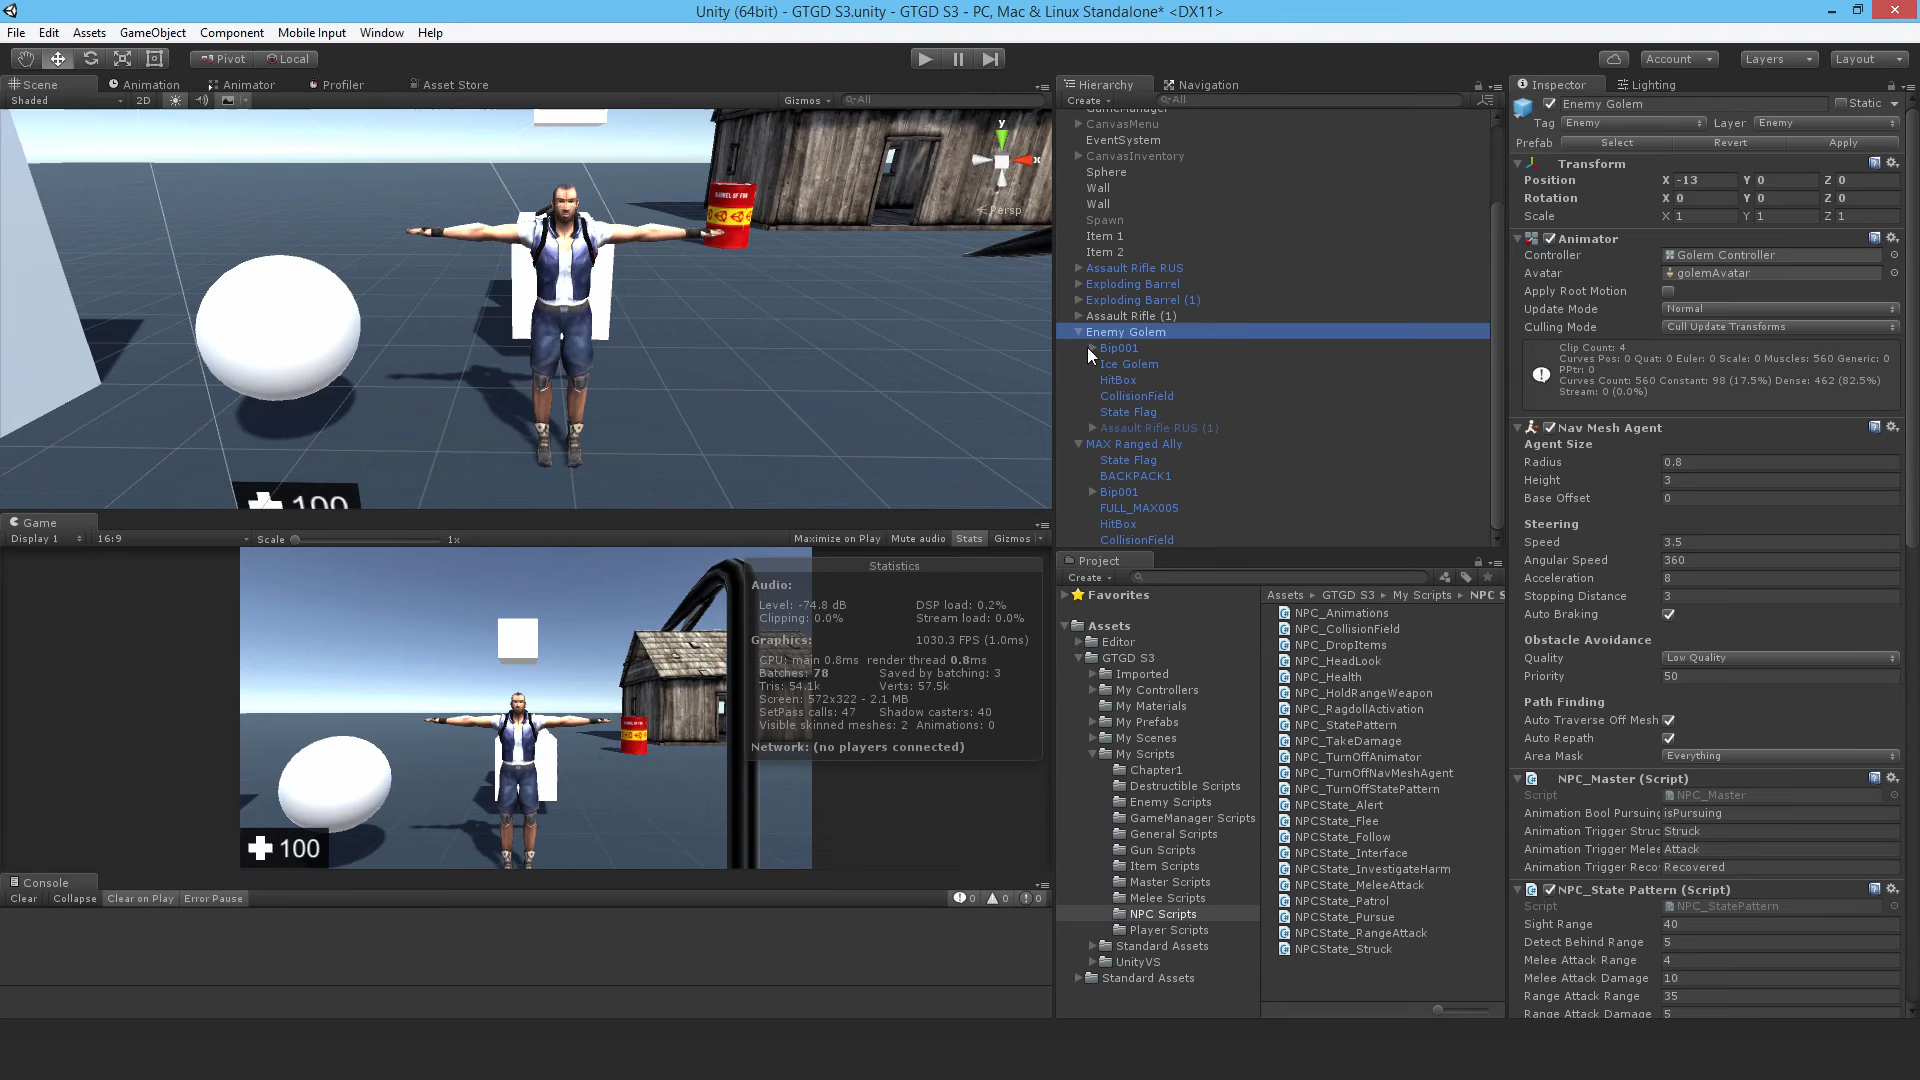 Unity (64bit) - GTGD S3.unity - GTGD S3 - PC, Mac & Linux Standalone* <DX11>
File Edit Assets GameObject Component Mobile Input Window Help
Pivot Local Account Layers Layout
Scene Animation Animator Profiler Asset Store
Shaded 2D Gizmos All
y
x
Persp
BARREL OF FM
100
Game
Display 1 16:9 Scale 1x Maximize on Play Mute audio Stats Gizmos
Statistics
Audio:
Level: -74.8 dB DSP load: 0.2%
Clipping: 0.0% Stream load: 0.0%
Graphics: 1030.3 FPS (1.0ms)
CPU: main 0.8ms render thread 0.8ms
Batches: 78 Saved by batching: 3
Tris: 54.1k Verts: 57.5k
Screen: 572x322 - 2.1 MB
SetPass calls: 47 Shadow casters: 40
Visible skinned meshes: 2 Animations: 0
Network: (no players connected)
100
Console
Clear Collapse Clear on Play Error Pause 0 0 0
Hierarchy Navigation
Create All
GameManager
CanvasMenu
EventSystem
CanvasInventory
Sphere
Wall
Wall
Spawn
Item 1
Item 2
Assault Rifle RUS
Exploding Barrel
Exploding Barrel (1)
Assault Rifle (1)
Enemy Golem
Bip001
Ice Golem
HitBox
CollisionField
State Flag
Assault Rifle RUS (1)
MAX Ranged Ally
State Flag
BACKPACK1
Bip001
FULL_MAX005
HitBox
CollisionField
Project
Create
Favorites
Assets
Editor
GTGD S3
Imported
My Controllers
My Materials
My Prefabs
My Scenes
My Scripts
Chapter1
Destructible Scripts
Enemy Scripts
GameManager Scripts
General Scripts
Gun Scripts
Item Scripts
Master Scripts
Melee Scripts
NPC Scripts
Player Scripts
Standard Assets
UnityVS
Standard Assets
Assets GTGD S3 My Scripts NPC S
NPC_Animations
NPC_CollisionField
NPC_DropItems
NPC_HeadLook
NPC_Health
NPC_HoldRangeWeapon
NPC_RagdollActivation
NPC_StatePattern
NPC_TakeDamage
NPC_TurnOffAnimator
NPC_TurnOffNavMeshAgent
NPC_TurnOffStatePattern
NPCState_Alert
NPCState_Flee
NPCState_Follow
NPCState_Interface
NPCState_InvestigateHarm
NPCState_MeleeAttack
NPCState_Patrol
NPCState_Pursue
NPCState_RangeAttack
NPCState_Struck
Inspector Lighting
Enemy Golem Static
Tag Enemy Layer Enemy
Prefab Select Revert Apply
Transform
Position X -13 Y 0 Z 0
Rotation X 0 Y 0 Z 0
Scale X 1 Y 1 Z 1
Animator
Controller Golem Controller
Avatar golemAvatar
Apply Root Motion
Update Mode Normal
Culling Mode Cull Update Transforms
Clip Count: 4
Curves Pos: 0 Quat: 0 Euler: 0 Scale: 0 Muscles: 560 Generic: 0
PPtr: 0
Curves Count: 560 Constant: 98 (17.5%) Dense: 462 (82.5%)
Stream: 0 (0.0%)
Nav Mesh Agent
Agent Size
Radius 0.8
Height 3
Base Offset 0
Steering
Speed 3.5
Angular Speed 360
Acceleration 8
Stopping Distance 3
Auto Braking
Obstacle Avoidance
Quality Low Quality
Priority 50
Path Finding
Auto Traverse Off Mesh
Auto Repath
Area Mask Everything
NPC_Master (Script)
Script NPC_Master
Animation Bool Pursuing isPursuing
Animation Trigger Struc Struck
Animation Trigger Melee Attack
Animation Trigger Reco Recovered
NPC_State Pattern (Script)
Script NPC_StatePattern
Sight Range 40
Detect Behind Range 5
Melee Attack Range 4
Melee Attack Damage 10
Range Attack Range 35
Range Attack Damage 5